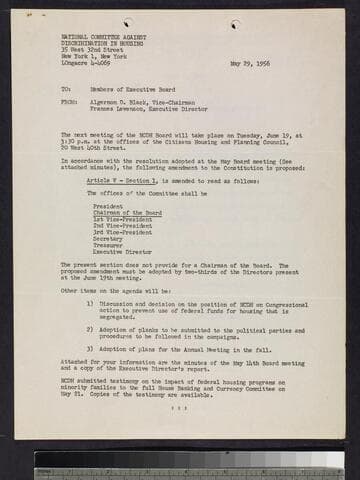 NATIONAL COMMITTEE AGAINST
DISCRIMINATION IN HOUSING
35 West 32nd Street
New York 1, New York
LOngacre 4-4069
May 29, 1956
TO: Members of Executive Board
FROM: Algernon D. Black, Vice-Chairman
Frances Levenson, Executive Director
The next meeting of the NCDH Board will take place on Tuesday, June 19, at
3:30 p.m. at the offices of the Citizens Housing and Planning Council,
20 West 40th Street.
In accordance with the resolution adopted at the May Board meeting (See
attached minutes), the following amendment to the Constitution is proposed:
Article V - Section 1, is amended to read as follows:
The offices of the Committee shall be
President
Chairman of the Board
1st Vice-President
2nd Vice-President
3rd Vice-President
Secretary
Treasurer
Executive Director
The present section does not provide for a Chairman of the Board. The
proposed amendment must be adopted by two-thirds of the Directors present
at the June 19th meeting.
Other items on the agenda will be:
1) Discussion and decision on the position of NCDH on Congressional
action to prevent use of federal funds for housing that is
segregated.
2) Adoption of planks to be submitted to the political parties and
procedures to be followed in the campaigns.
3) Adoption of plans for the Annual Meeting in the fall.
Attached for your information are the minutes of the May 14th Board meeting
and a copy of the Executive Director's report.
NCDH submitted testimony on the impact of federal housing programs on
minority families to the full House Banking and Currency Committee on
May 21. Copies of the testimony are available.
: : :